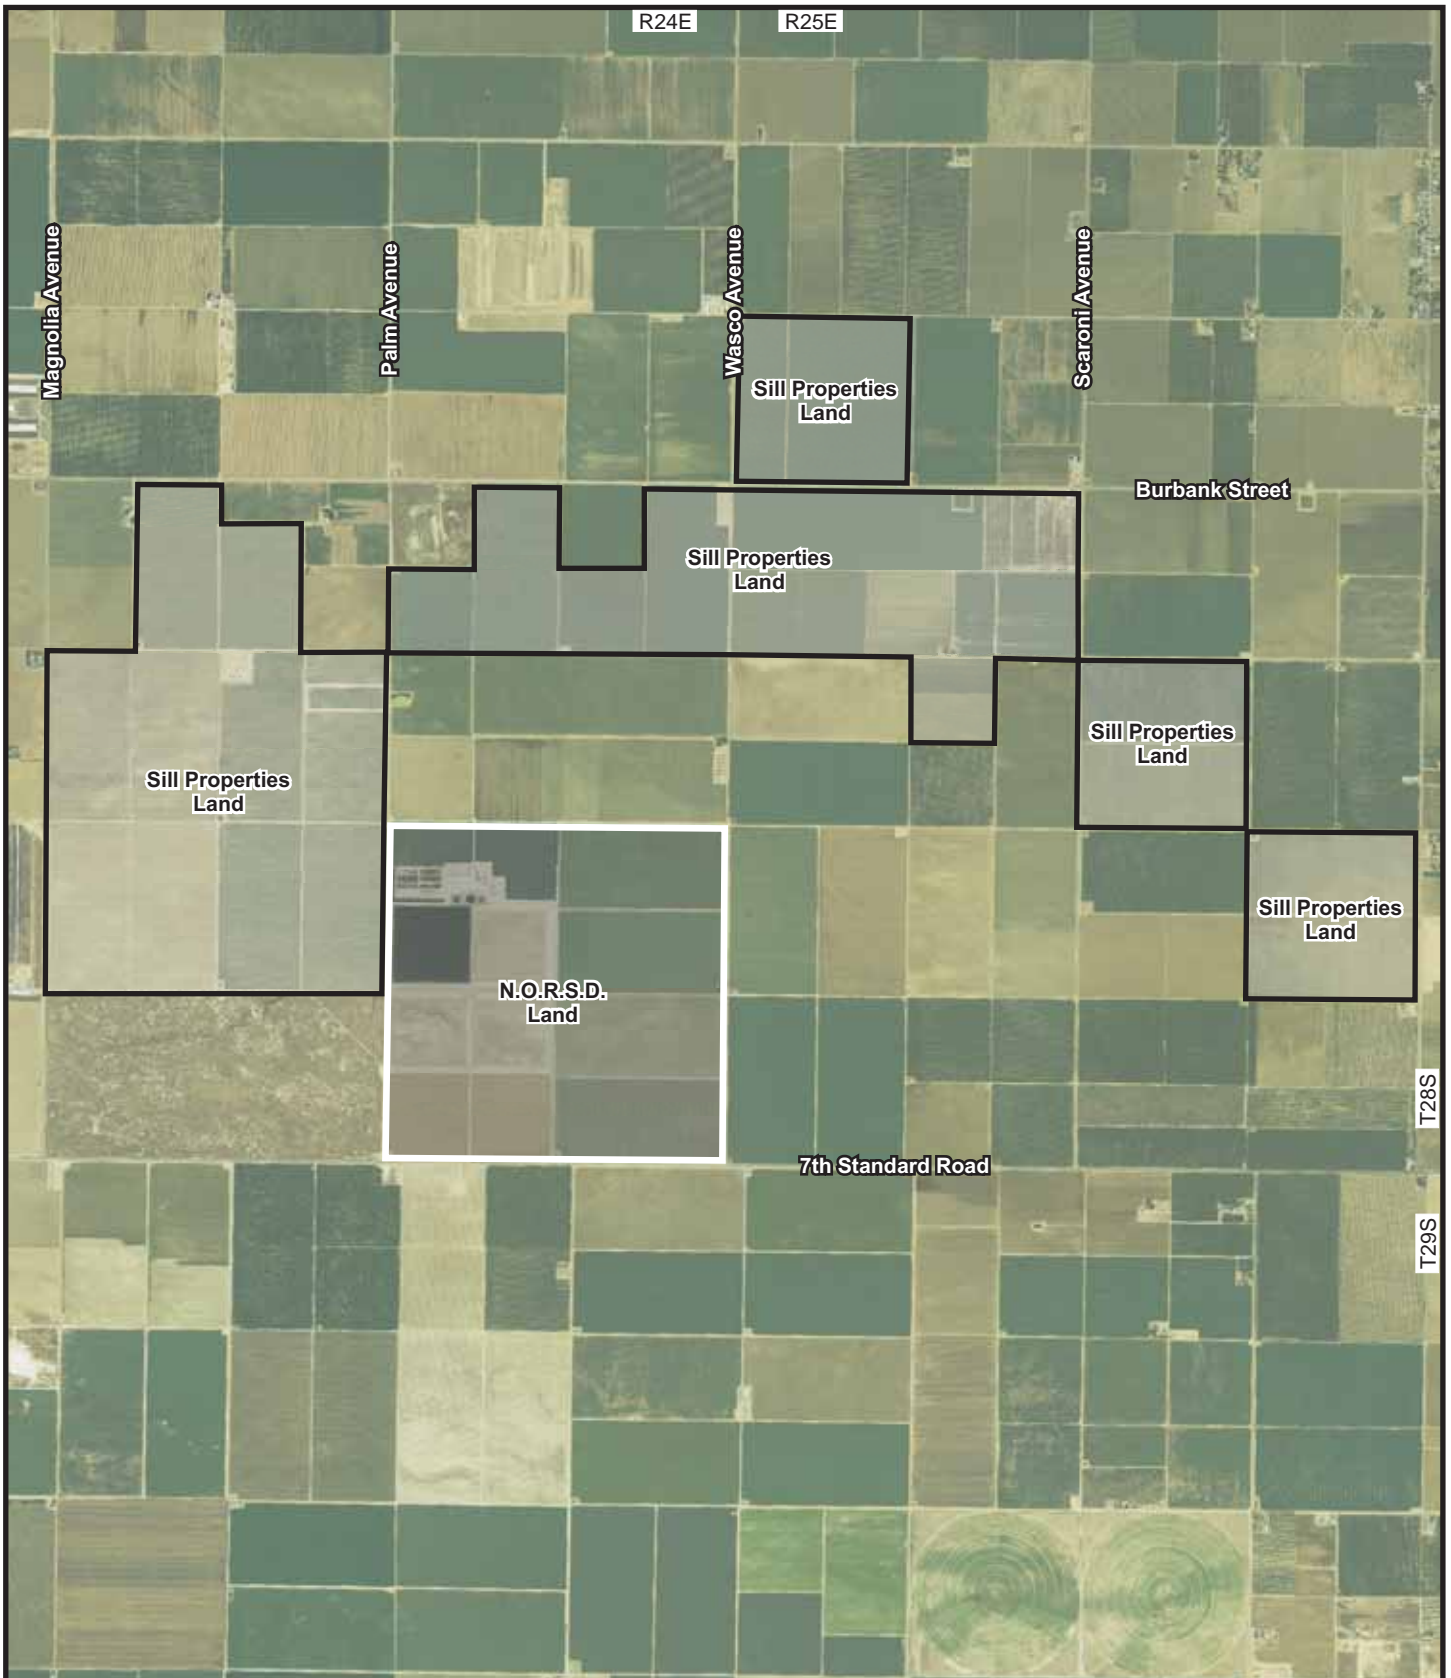 R24E
R25E
Magnolia Avenue
Palm Avenue
Wasco Avenue
Scaroni Avenue
Sill Properties
Land
Burbank Street
Sill Properties
Land
Sill Properties
Land
Sill Properties
Land
Sill Properties
Land
N.O.R.S.D.
Land
T28S
7th Standard Road
T29S